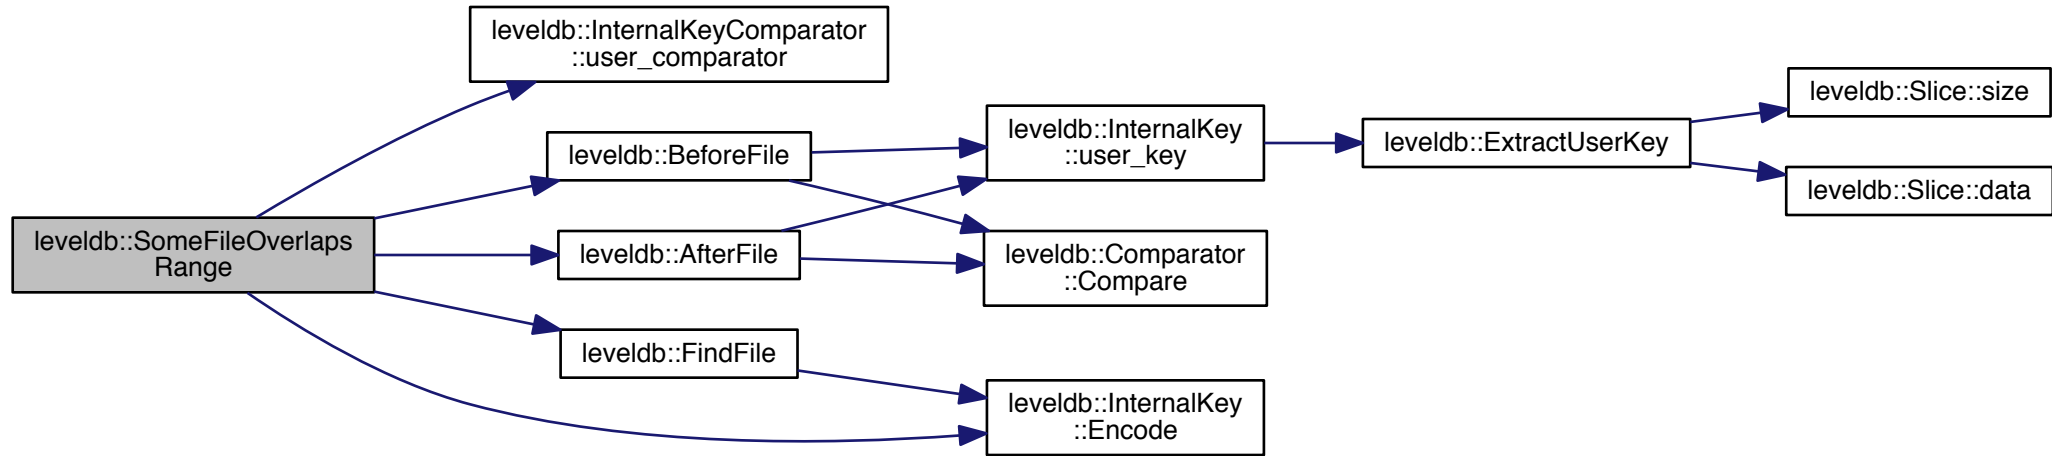 leveldb::SomeFileOverlaps
Range
leveldb::InternalKeyComparator
::user_comparator
leveldb::BeforeFile
leveldb::AfterFile
leveldb::FindFile
leveldb::InternalKey
::user_key
leveldb::Comparator
::Compare
leveldb::InternalKey
::Encode
leveldb::ExtractUserKey
leveldb::Slice::size
leveldb::Slice::data